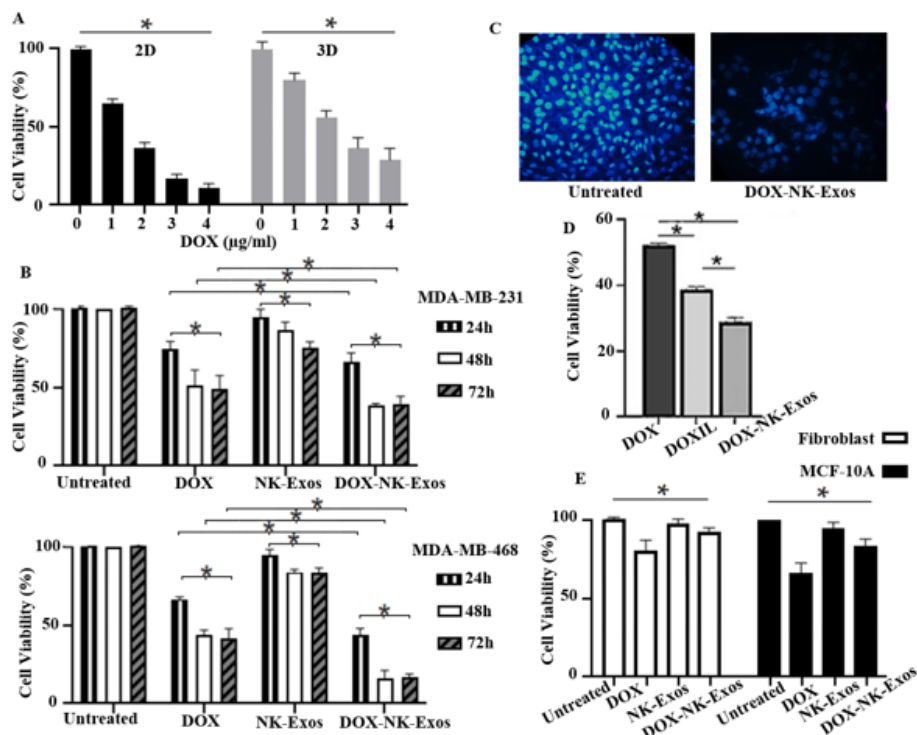 A
*
*
2D
3D
Cell Viability (%)
100
50
0
0 1 2 3 4
0 1 2 3 4
DOX (µg/ml)
C
Untreated
DOX-NK-Exos
D
*
*
*
Cell Viability (%)
60
40
20
0
DOX
DOXIL
DOX-NK-Exos
B
*
*
*
*
*
*
MDA-MB-231
24h
48h
72h
Cell Viability (%)
100
50
0
Untreated
DOX
NK-Exos
DOX-NK-Exos
*
*
*
*
*
*
MDA-MB-468
24h
48h
72h
Cell Viability (%)
100
50
0
Untreated
DOX
NK-Exos
DOX-NK-Exos
Fibroblast
MCF-10A
E
*
*
Cell Viability (%)
100
50
0
Untreated
DOX
NK-Exos
DOX-NK-Exos
Untreated
DOX
NK-Exos
DOX-NK-Exos